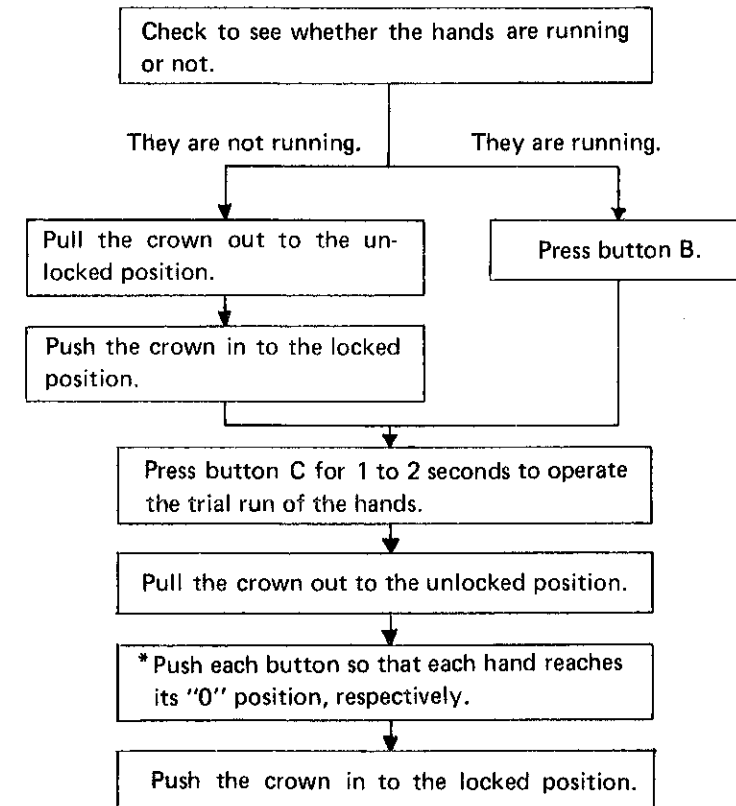 Check to see whether the hands are running
or not.
They are not running.
They are running.
Pull the crown out to the un-
locked position.
Press button B.
Push the crown in to the locked
position.
Press button C for 1 to 2 seconds to operate
the trial run of the hands.
Pull the crown out to the unlocked position.
*Push each button so that each hand reaches
its "0" position, respectively.
Push the crown in to the locked position.